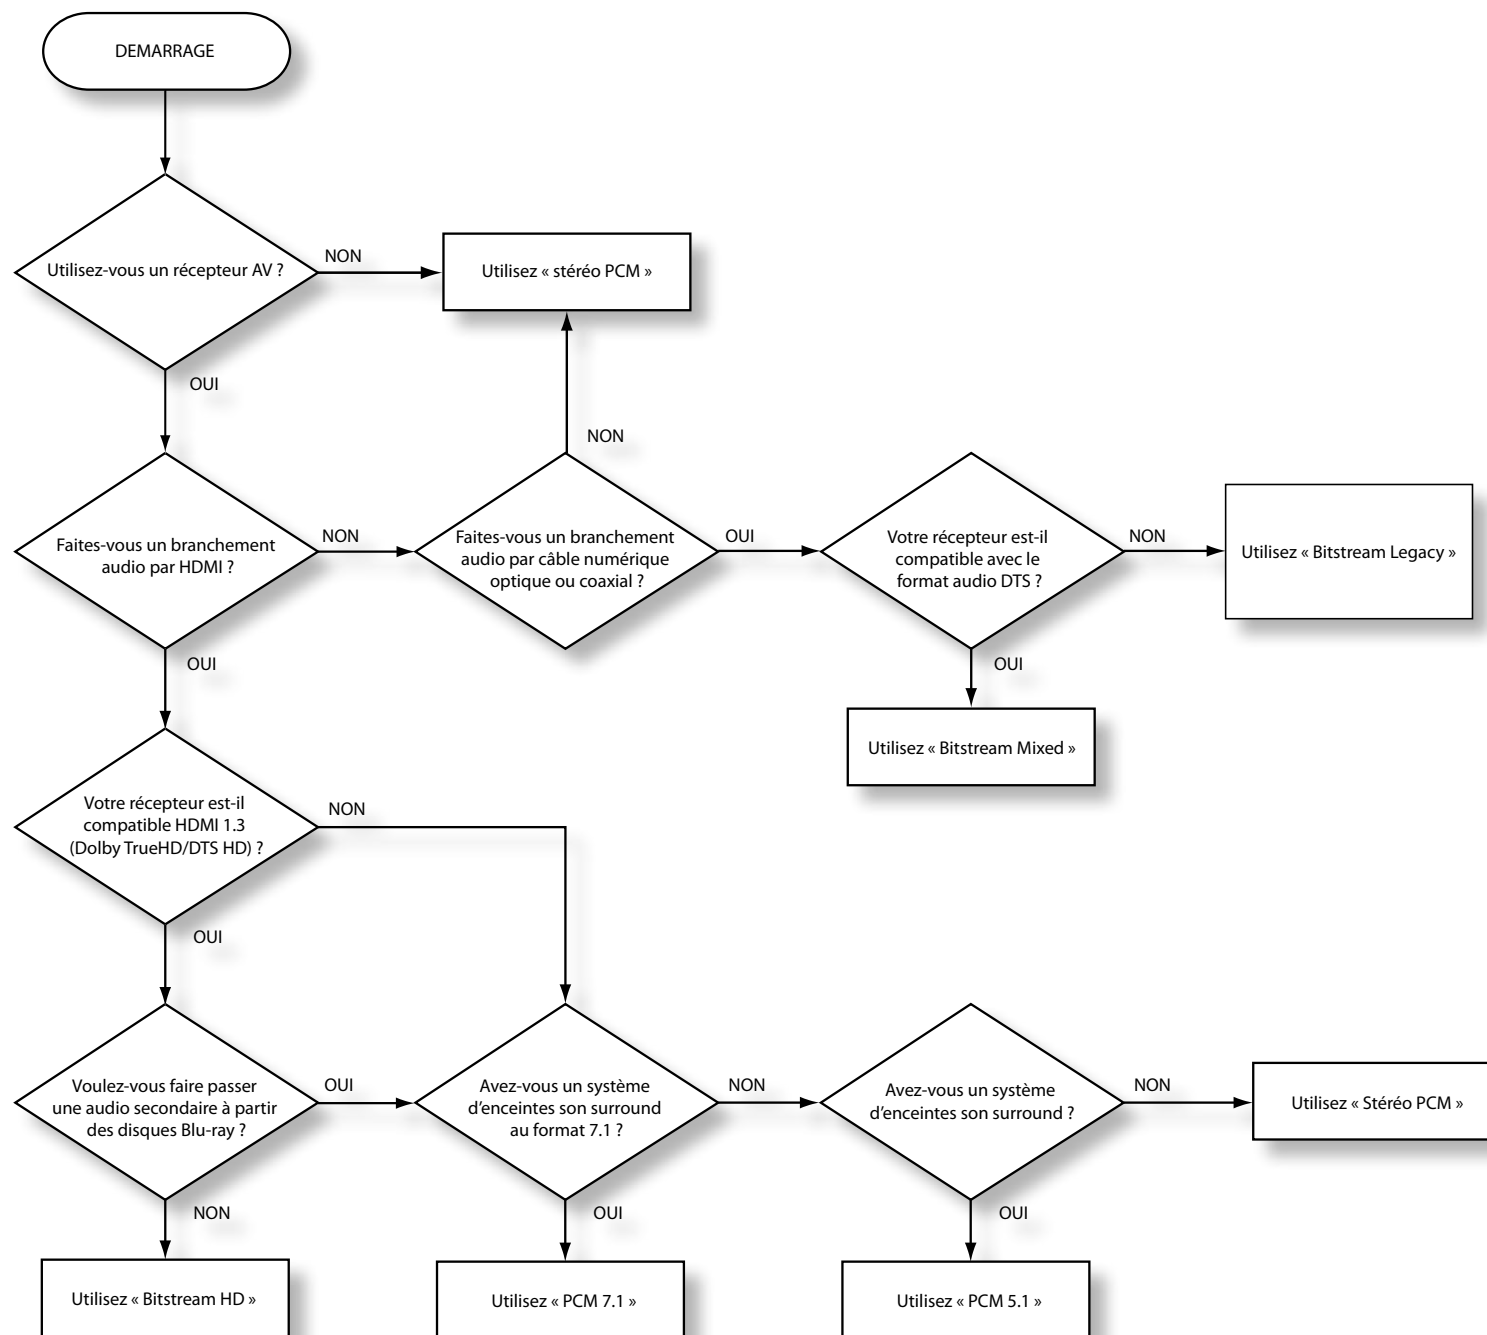 DEMARRAGE
Utilisez-vous un récepteur AV ?
NON
Utilisez « stéréo PCM »
OUI
NON
Faites-vous un branchement
audio par HDMI ?
NON
Faites-vous un branchement
audio par câble numérique
optique ou coaxial ?
OUI
Votre récepteur est-il
compatible avec le
format audio DTS ?
NON
Utilisez « Bitstream Legacy »
OUI
OUI
Utilisez « Bitstream Mixed »
Votre récepteur est-il
compatible HDMI 1.3
(Dolby TrueHD/DTS HD) ?
NON
OUI
Voulez-vous faire passer
une audio secondaire à partir
des disques Blu-ray ?
OUI
Avez-vous un système
d'enceintes son surround
au format 7.1 ?
NON
Avez-vous un système
d'enceintes son surround ?
NON
Utilisez « Stéréo PCM »
NON
OUI
OUI
Utilisez « Bitstream HD »
Utilisez « PCM 7.1 »
Utilisez « PCM 5.1 »